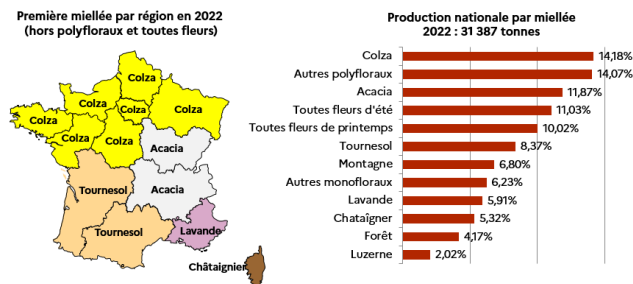 Première miellée par région en 2022
(hors polyfloraux et toutes fleurs)
Colza
Colza
Colza
Colza
Colza
Colza
Colza
Acacia
Tournesol
Acacia
Tournesol
Lavande
Châtaignier
Production nationale par miellée
2022 : 31 387 tonnes
Colza 14,18%
Autres polyfloraux 14,07%
Acacia 11,87%
Toutes fleurs d'été 11,03%
Toutes fleurs de printemps 10,02%
Tournesol 8,37%
Montagne 6,80%
Autres monofloraux 6,23%
Lavande 5,91%
Chataîgner 5,32%
Forêt 4,17%
Luzerne 2,02%